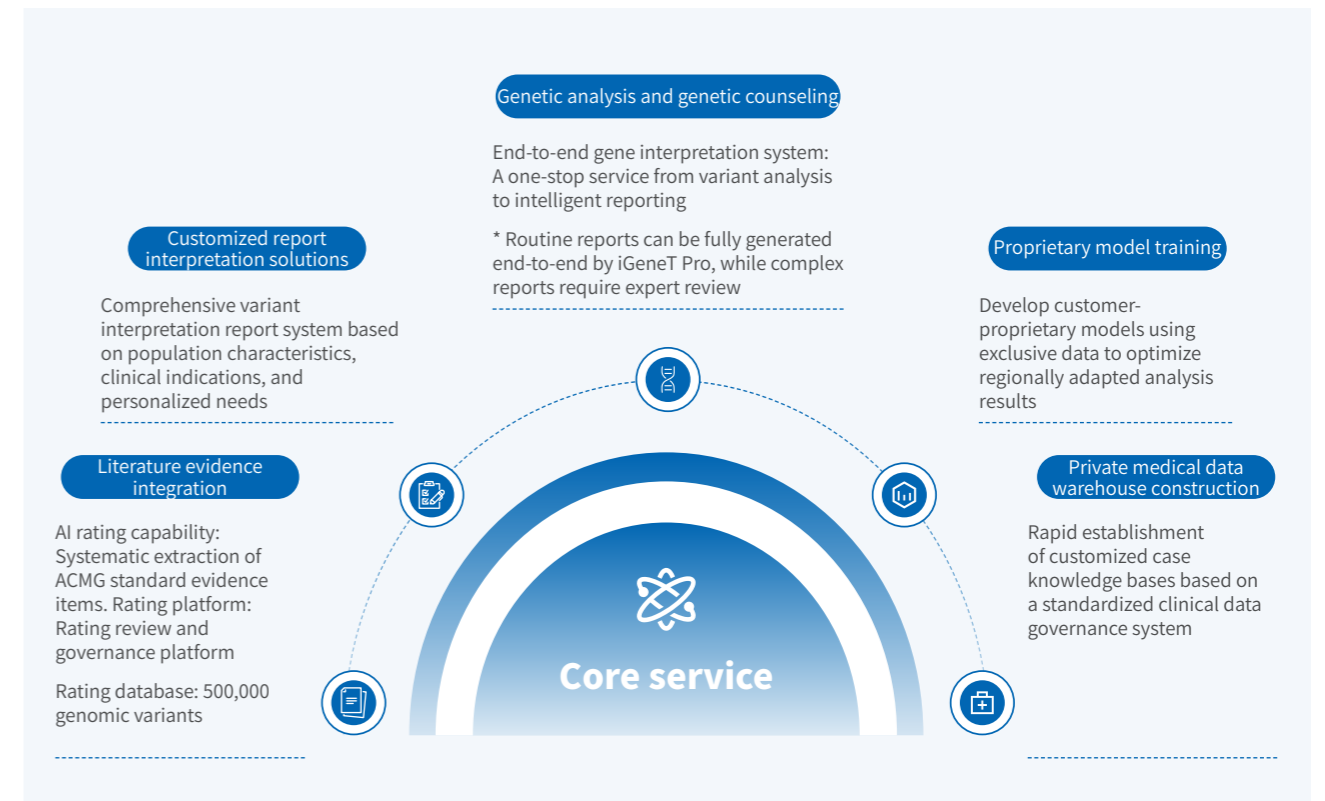 Genetic analysis and genetic counseling
End-to-end gene interpretation system:
A one-stop service from variant analysis
to intelligent reporting
* Routine reports can be fully generated
end-to-end by iGeneT Pro, while complex
reports require expert review
Customized report
interpretation solutions
Comprehensive variant
interpretation report system based
on population characteristics,
clinical indications, and
personalized needs
Proprietary model training
Develop customer-
proprietary models using
exclusive data to optimize
regionally adapted analysis
results
Literature evidence
integration
AI rating capability:
Systematic extraction of
ACMG standard evidence
items. Rating platform:
Rating review and
governance platform
Rating database: 500,000
genomic variants
Private medical data
warehouse construction
Rapid establishment
of customized case
knowledge bases based on
a standardized clinical data
governance system
Core service